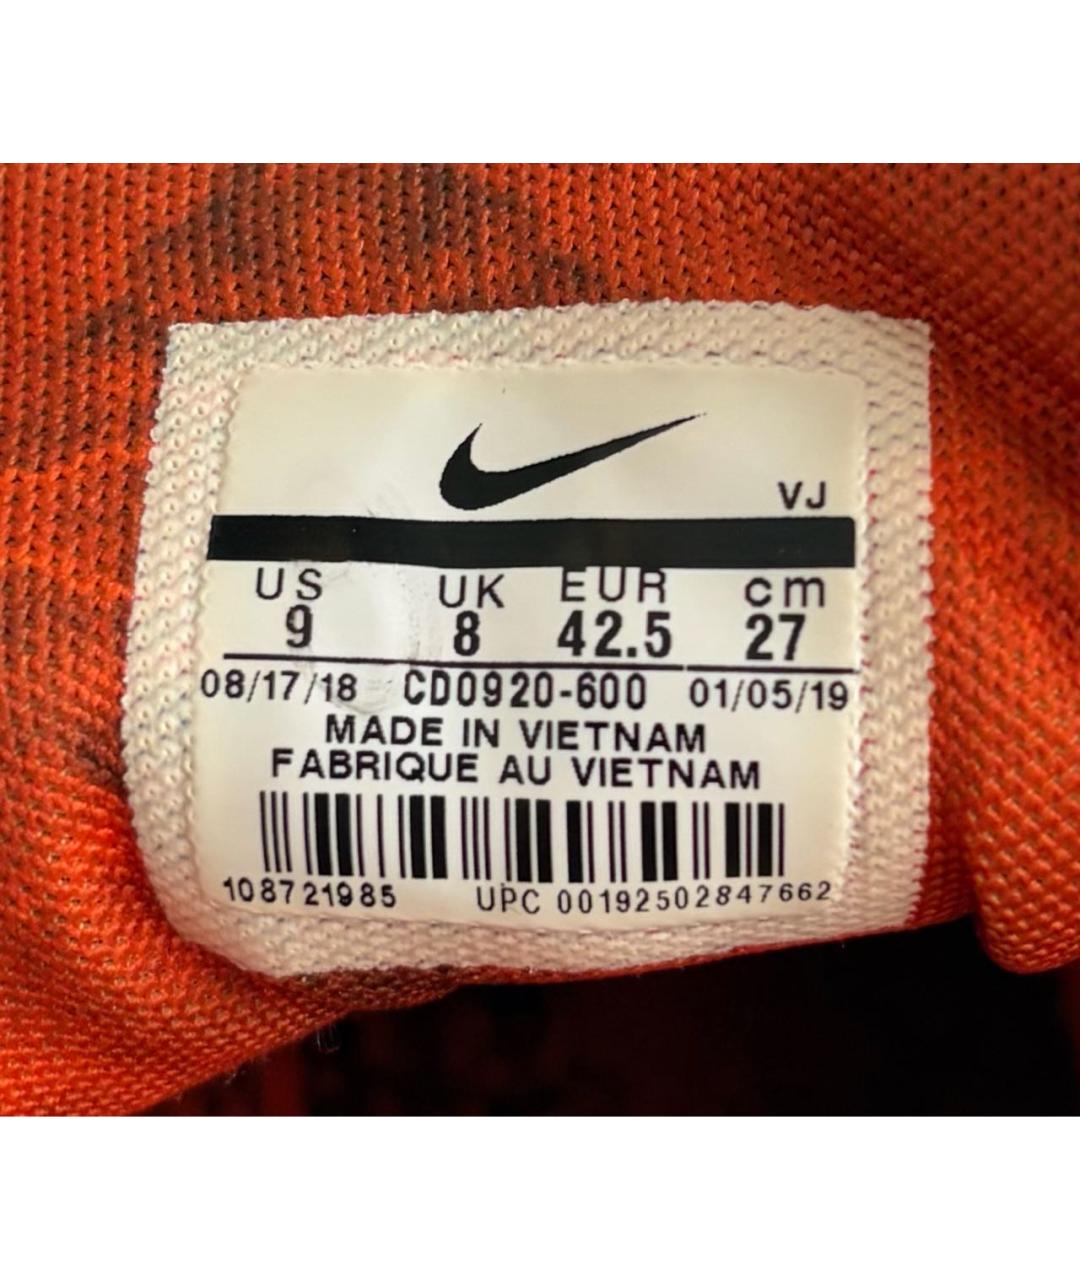 VJ
US UK EUR cm
9 8 42.5 27
08/17/18 CD0920-600 01/05/19
MADE IN VIETNAM
FABRIQUE AU VIETNAM
108721985 UPC 00192502847662